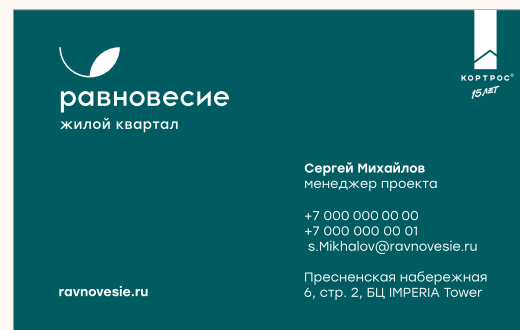 равновесие
жилой квартал
КОРТРОС®
15 ЛЕТ
Сергей Михайлов
менеджер проекта
+7 000 000 00 00
+7 000 000 00 01
s.Mikhalov@ravnovesie.ru
Пресненская набережная
6, стр. 2, БЦ IMPERIA Tower
ravnovesie.ru